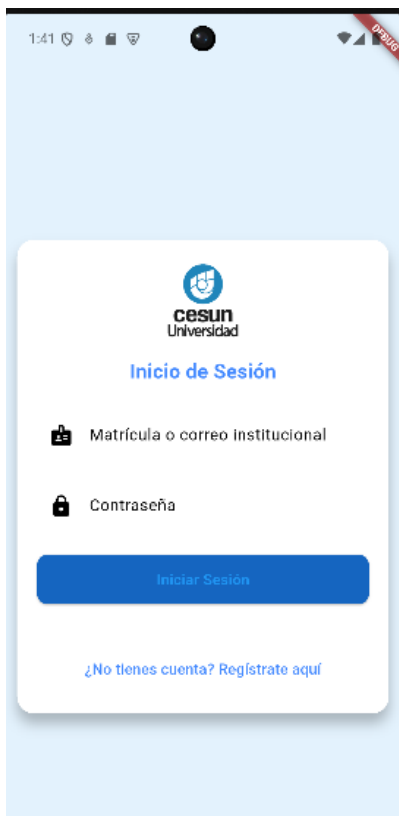 1:41
DEBUG
cesun
Universidad
Inicio de Sesión
Matrícula o correo institucional
Contraseña
Iniciar Sesión
¿No tienes cuenta? Regístrate aquí